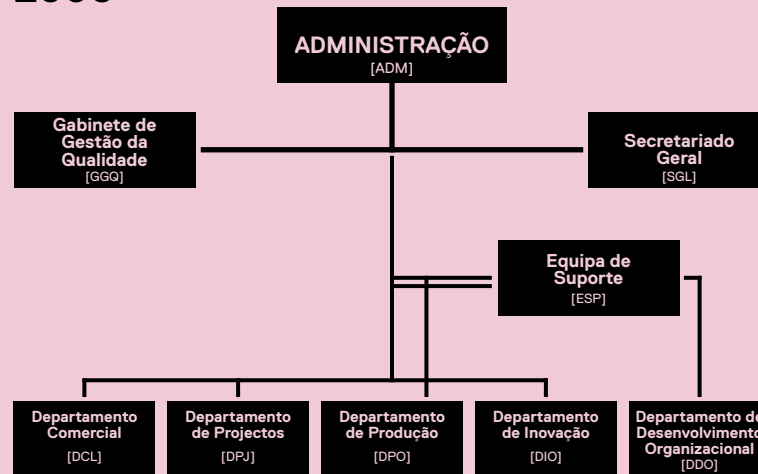 ADMINISTRAÇÃO
[ADM]
Gabinete de
Gestão da
Qualidade
[GGQ]
Secretariado
Geral
[SGL]
Equipa de
Suporte
[ESP]
Departamento
Comercial
[DCL]
Departamento
de Projectos
[DPJ]
Departamento
de Produção
[DPO]
Departamento
de Inovação
[DIO]
Departamento de
Desenvolvimento
Organizacional
[DDO]